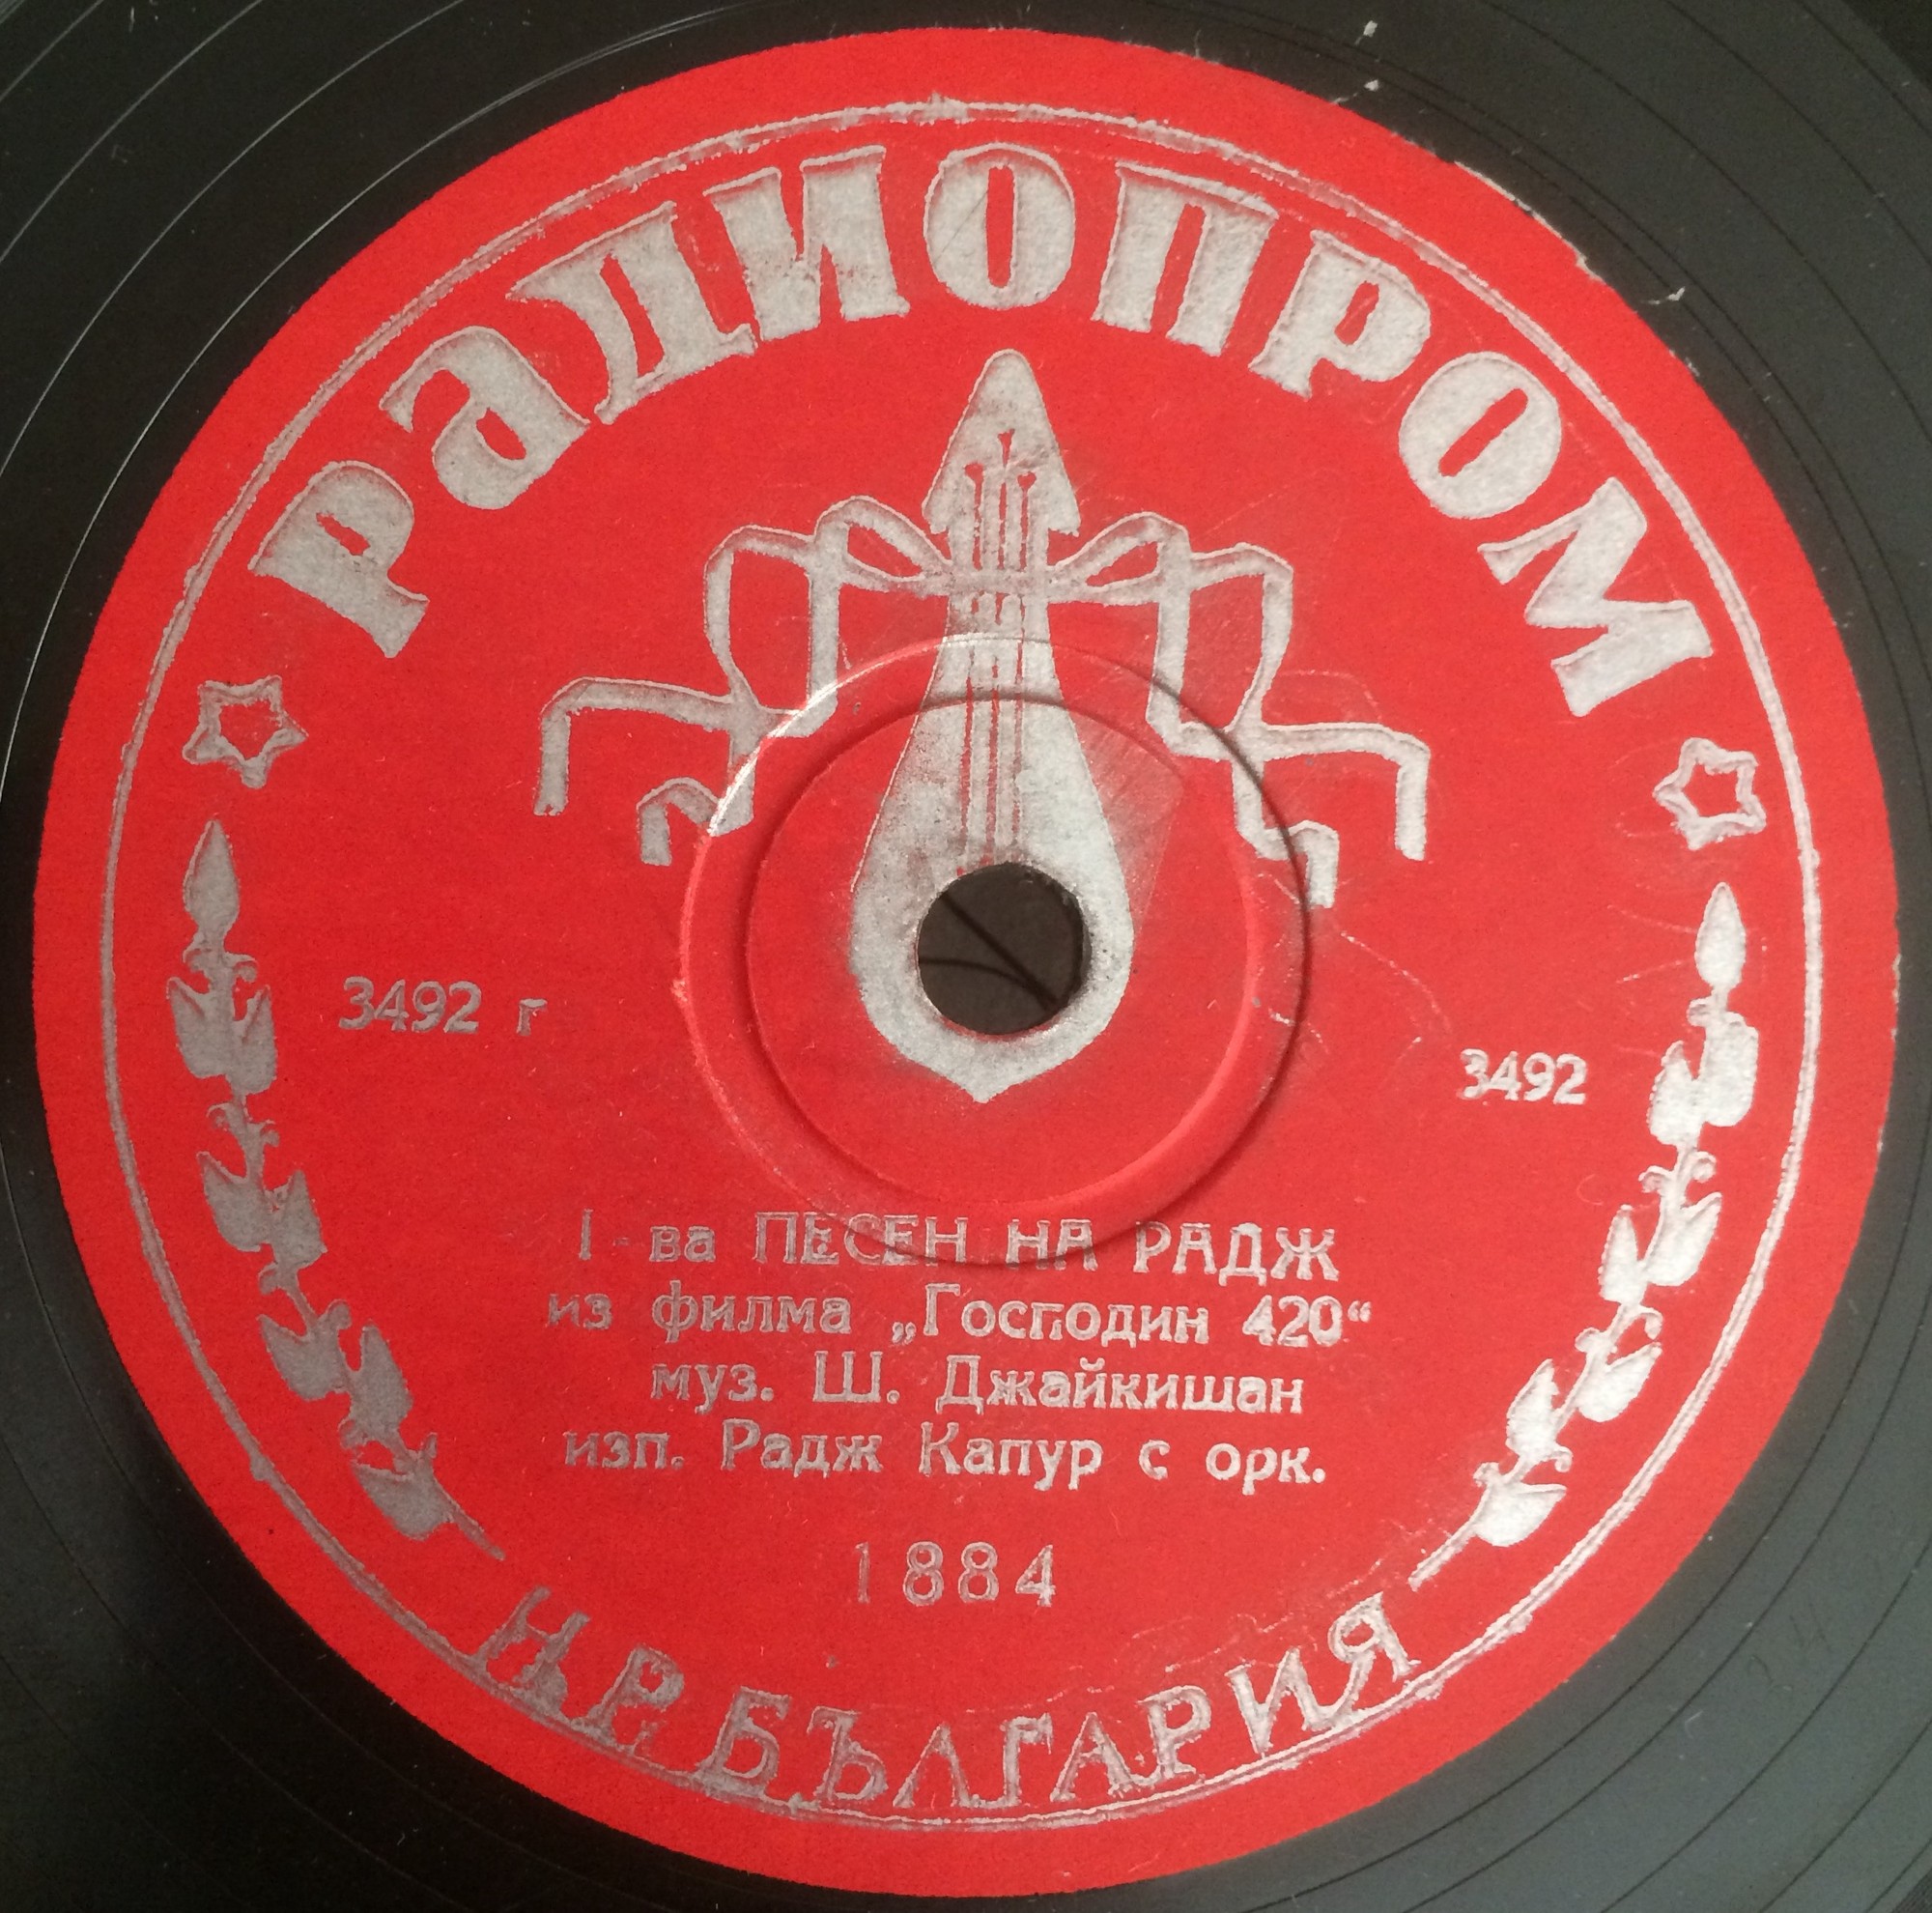 РАДИОПРОМ
3492 г
3492
I - ва ПЕСЕН НА РАДЖ
из филма „Господин 420“
муз. Ш. Джайкишан
изп. Радж Капур с орк.
1884
Н.Р. БЪЛГАРИЯ